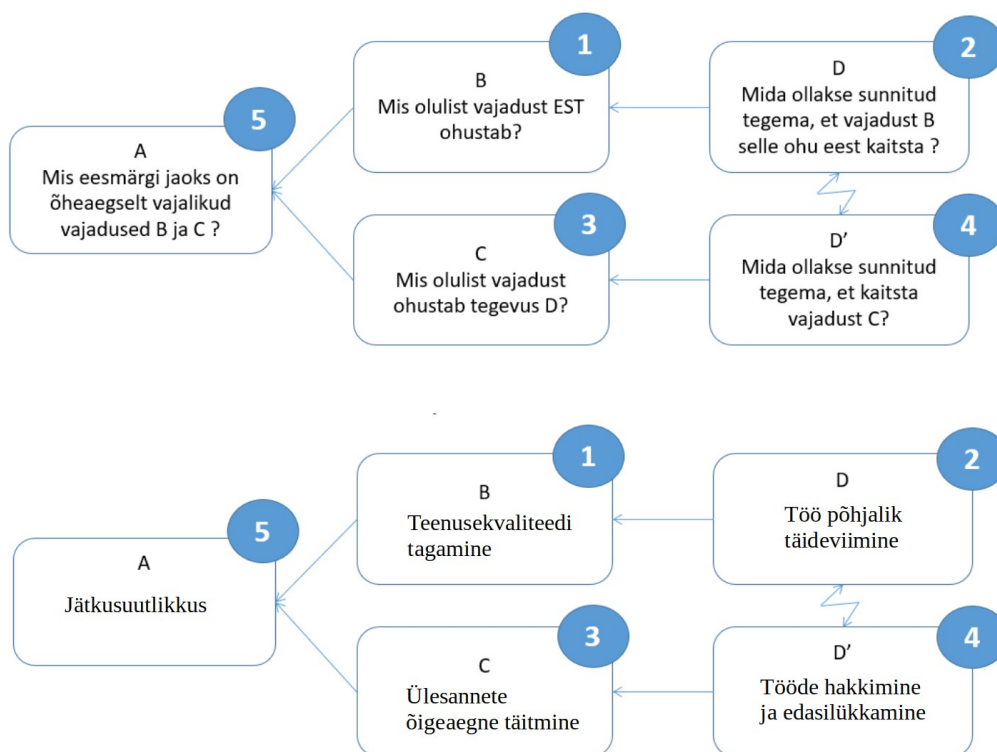 1
B
Mis olulist vajadust EST
ohustab?
2
D
Mida ollakse sunnitud
tegema, et vajadust B
selle ohu eest kaitsta ?
5
A
Mis eesmärgi jaoks on
õheaegselt vajalikud
vajadused B ja C ?
3
C
Mis olulist vajadust
ohustab tegevus D?
4
D’
Mida ollakse sunnitud
tegema, et kaitsta
vajadust C?
1
B
Teenusekvaliteedi
tagamine
2
D
Töö põhjalik
täideviimine
5
A
Jätkusuutlikkus
3
C
Ülesannete
õigeaegne täitmine
4
D’
Tööde hakkimine
ja edasilükkamine